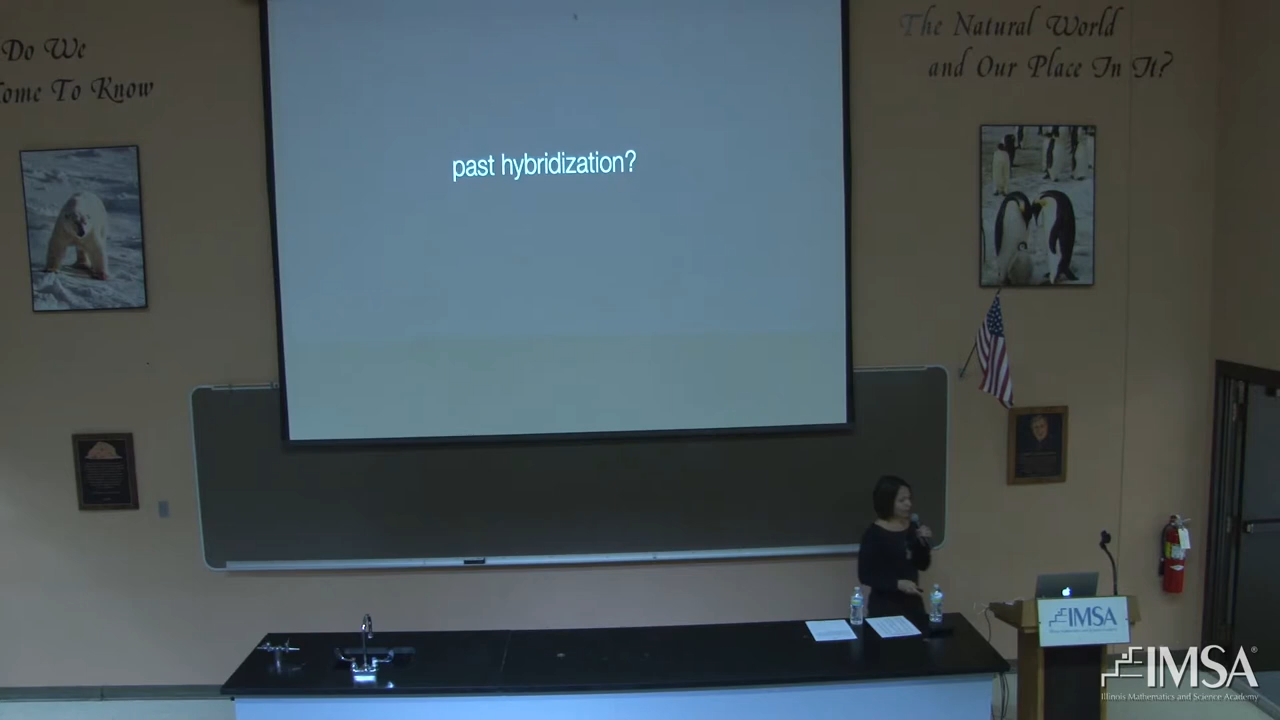 Do We
ome To Know
The Natural World
and Our Place In It?
past hybridization?
IMSA
IMSA®
Illinois Mathematics and Science Academy